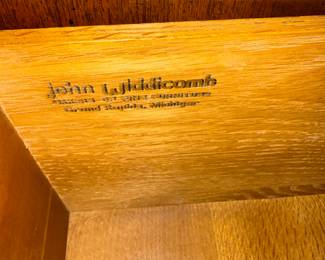 John Widdicomb
Grand Rapids, Michigan